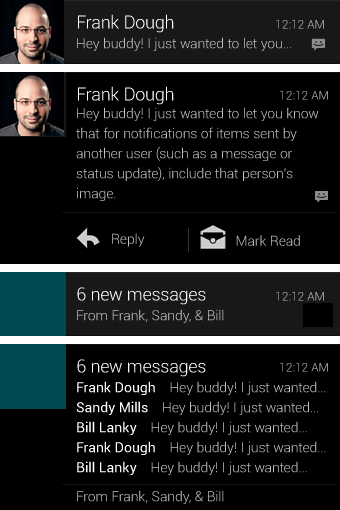 Frank Dough
12:12 AM
Hey buddy! I just wanted to let you...
Frank Dough
12:12 AM
Hey buddy! I just wanted to let you know
that for notifications of items sent by
another user (such as a message or
status update), include that person's
image.
Reply
Mark Read
6 new messages
12:12 AM
From Frank, Sandy, & Bill
6 new messages
12:12 AM
Frank Dough Hey buddy! I just wanted...
Sandy Mills Hey buddy! I just wanted...
Bill Lanky Hey buddy! I just wanted...
Frank Dough Hey buddy! I just wanted...
Bill Lanky Hey buddy! I just wanted...
From Frank, Sandy, & Bill